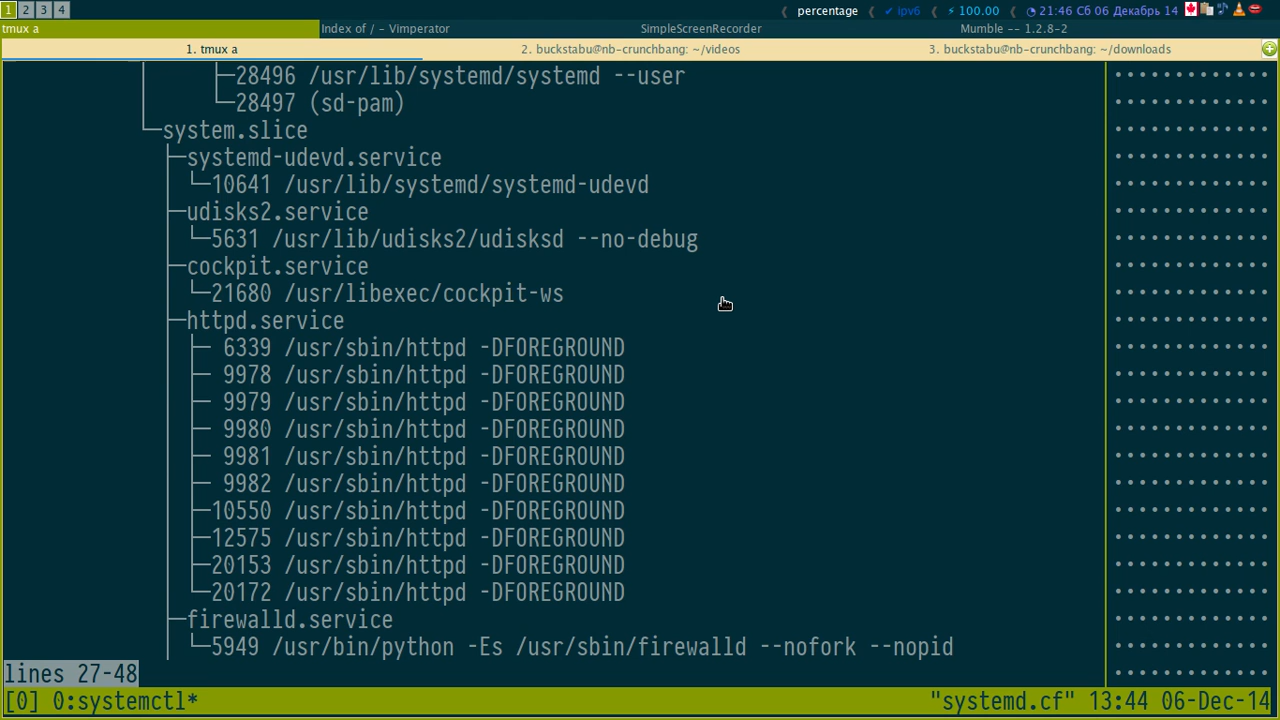 1 2 3 4 percentage ipv6 100.00 21:46 Сб 06 Декабрь 14
tmux a Index of / - Vimperator SimpleScreenRecorder Mumble -- 1.2.8-2
1. tmux a 2. buckstabu@nb-crunchbang: ~/videos 3. buckstabu@nb-crunchbang: ~/downloads
├─28496 /usr/lib/systemd/systemd --user
└─28497 (sd-pam)
└─system.slice
├─systemd-udevd.service
└─10641 /usr/lib/systemd/systemd-udevd
├─udisks2.service
└─5631 /usr/lib/udisks2/udisksd --no-debug
├─cockpit.service
└─21680 /usr/libexec/cockpit-ws
├─httpd.service
├─ 6339 /usr/sbin/httpd -DFOREGROUND
├─ 9978 /usr/sbin/httpd -DFOREGROUND
├─ 9979 /usr/sbin/httpd -DFOREGROUND
├─ 9980 /usr/sbin/httpd -DFOREGROUND
├─ 9981 /usr/sbin/httpd -DFOREGROUND
├─ 9982 /usr/sbin/httpd -DFOREGROUND
├─10550 /usr/sbin/httpd -DFOREGROUND
├─12575 /usr/sbin/httpd -DFOREGROUND
├─20153 /usr/sbin/httpd -DFOREGROUND
└─20172 /usr/sbin/httpd -DFOREGROUND
├─firewalld.service
└─5949 /usr/bin/python -Es /usr/sbin/firewalld --nofork --nopid
lines 27-48
[0] 0:systemctl* "systemd.cf" 13:44 06-Dec-14